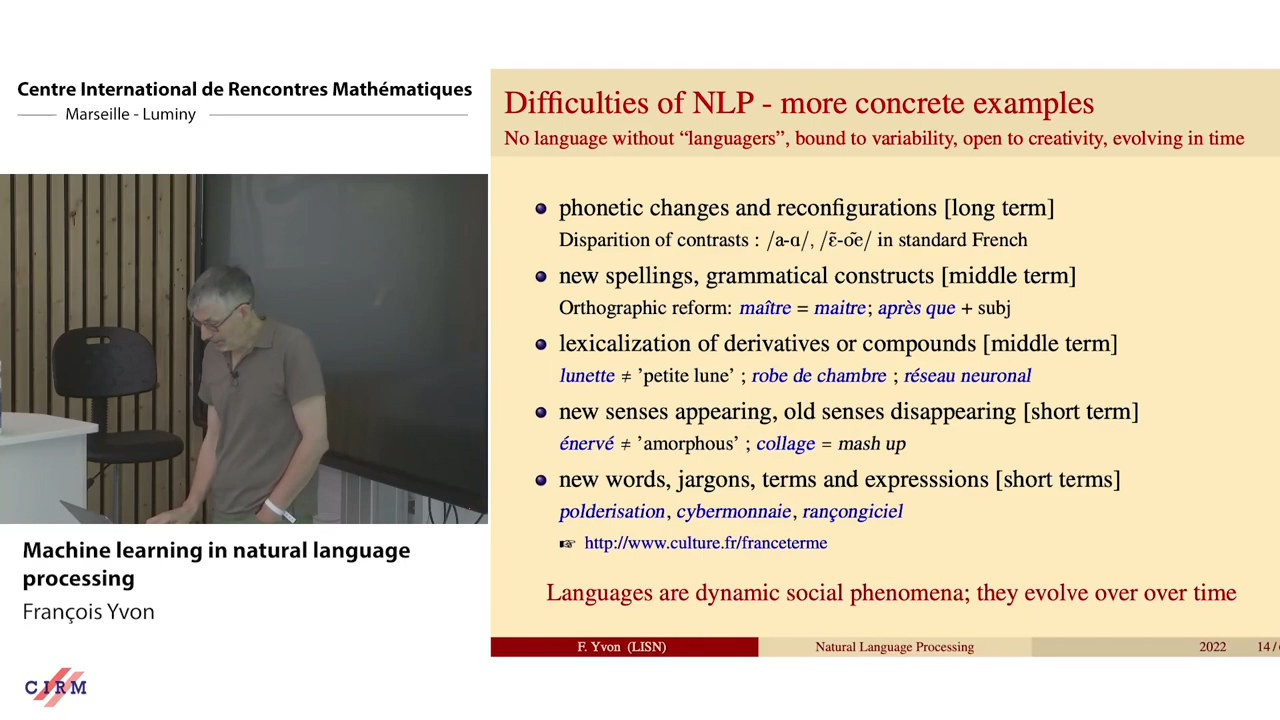 Centre International de Rencontres Mathématiques
Marseille - Luminy
Difficulties of NLP - more concrete examples
No language without “languagers”, bound to variability, open to creativity, evolving in time
phonetic changes and reconfigurations [long term]
Disparition of contrasts : /a-ɑ/, /ɛ̃-œ̃/ in standard French
new spellings, grammatical constructs [middle term]
Orthographic reform: maître = maitre; après que + subj
lexicalization of derivatives or compounds [middle term]
lunette ≠ ’petite lune’ ; robe de chambre ; réseau neuronal
new senses appearing, old senses disappearing [short term]
énervé ≠ ’amorphous’ ; collage = mash up
new words, jargons, terms and expresssions [short terms]
polderisation, cybermonnaie, rançongiciel
☞ http://www.culture.fr/franceterme
Languages are dynamic social phenomena; they evolve over over time
F. Yvon (LISN) Natural Language Processing 2022 14 /
Machine learning in natural language
processing
François Yvon
CIRM